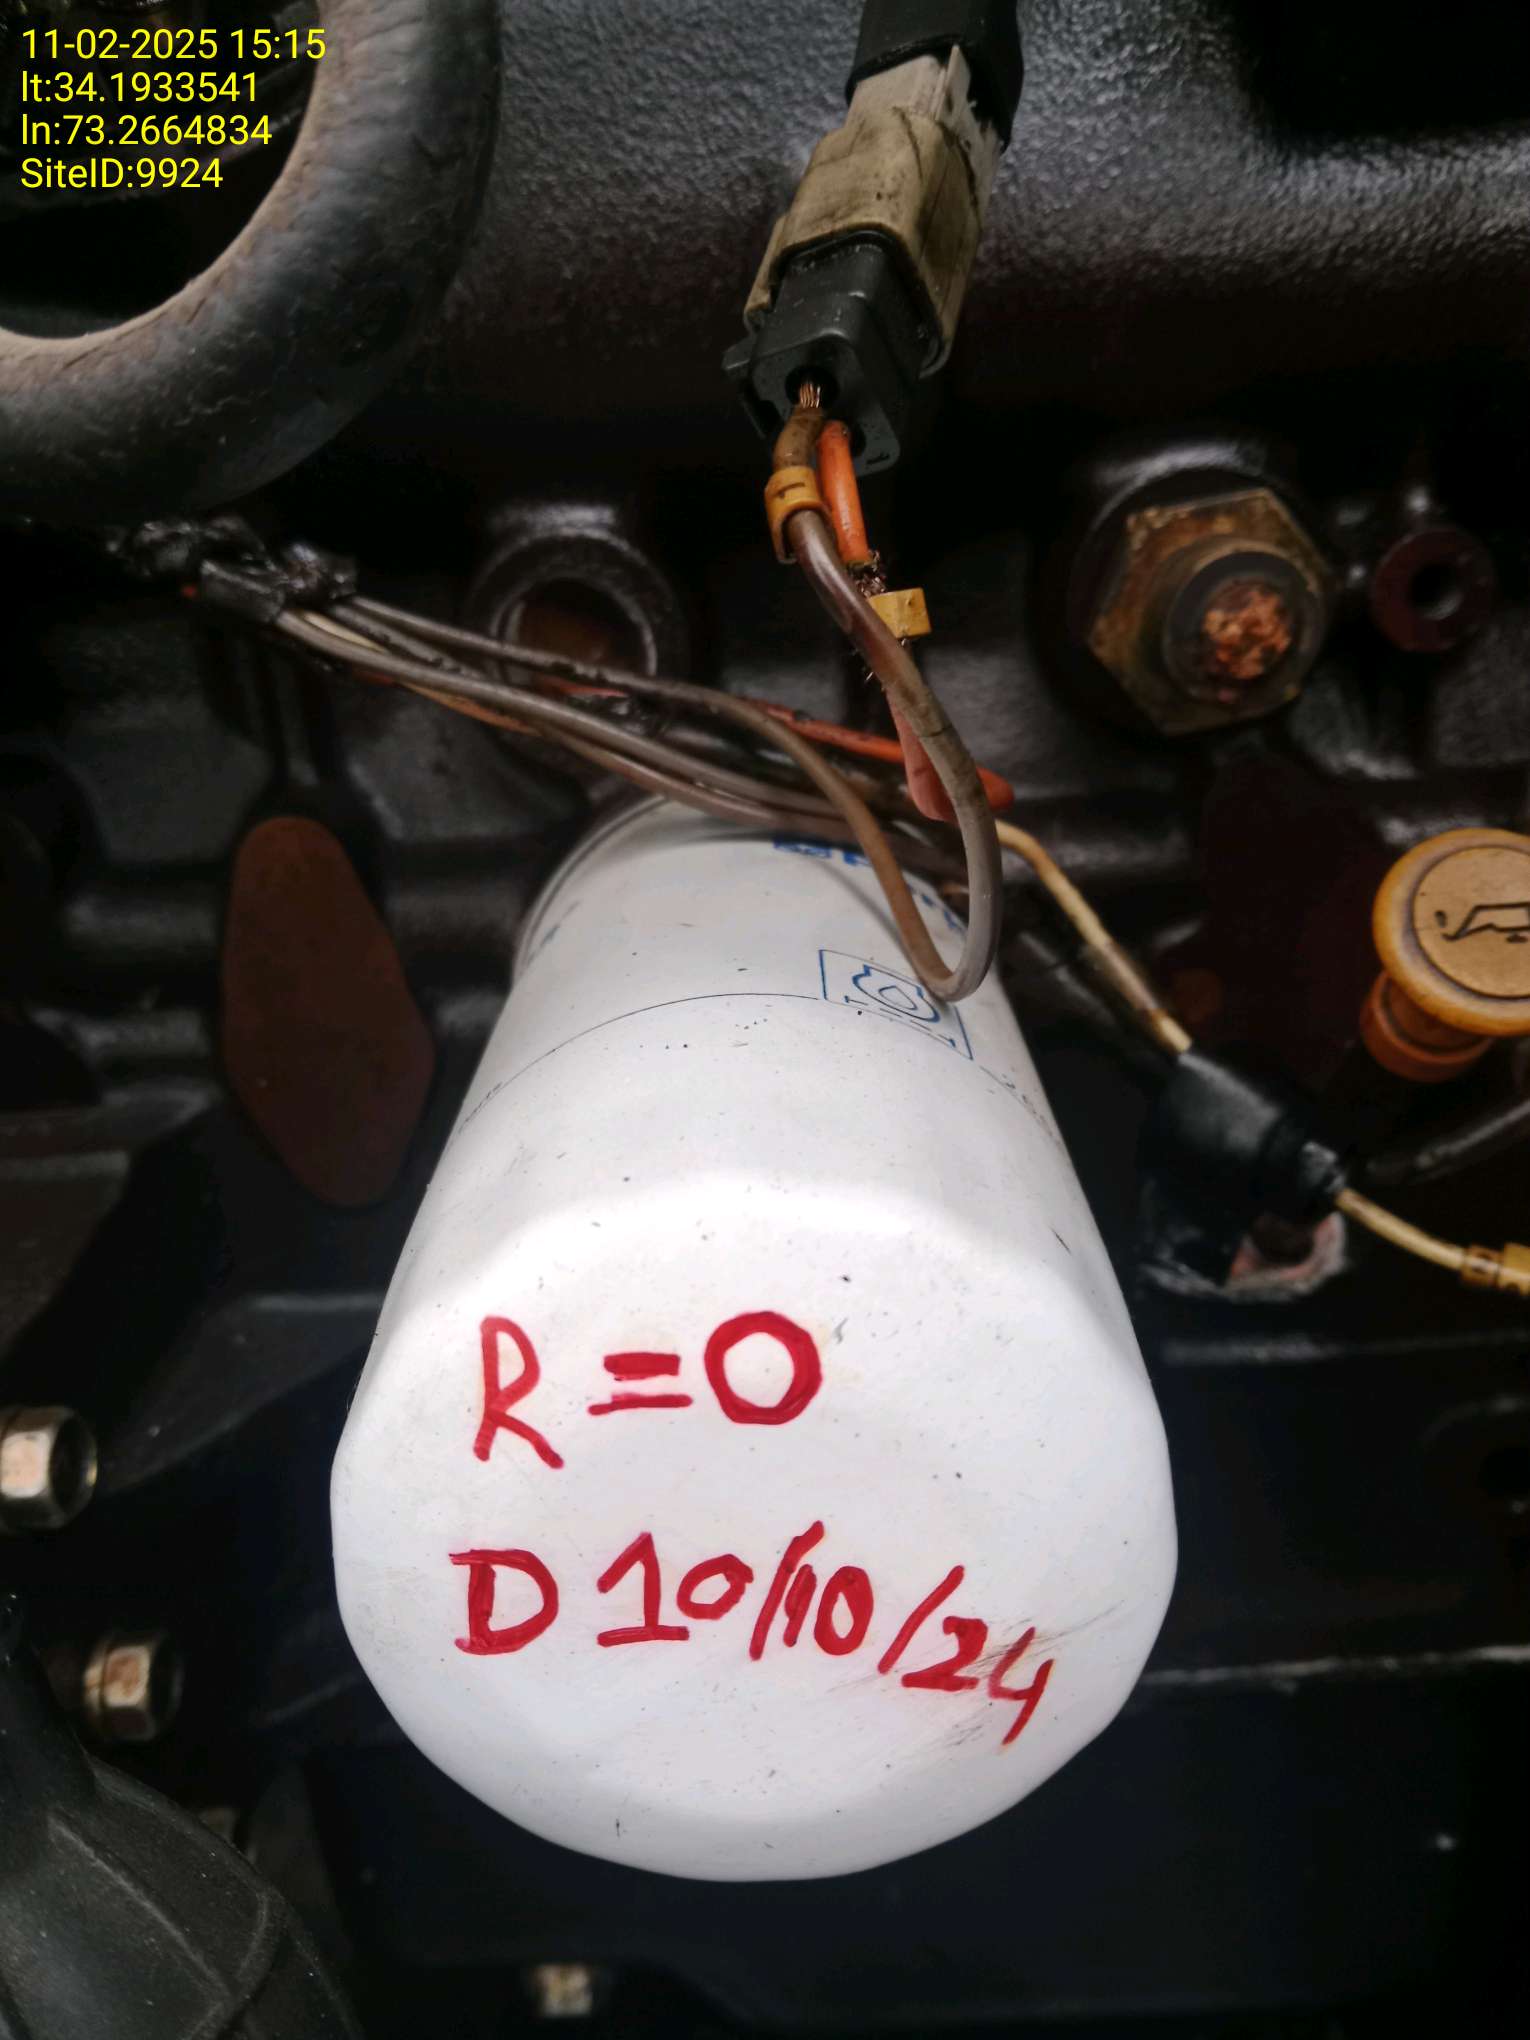 11-02-2025 15:15
lt:34.1933541
ln:73.2664834
SiteID:9924
R=0
D 10/10/24